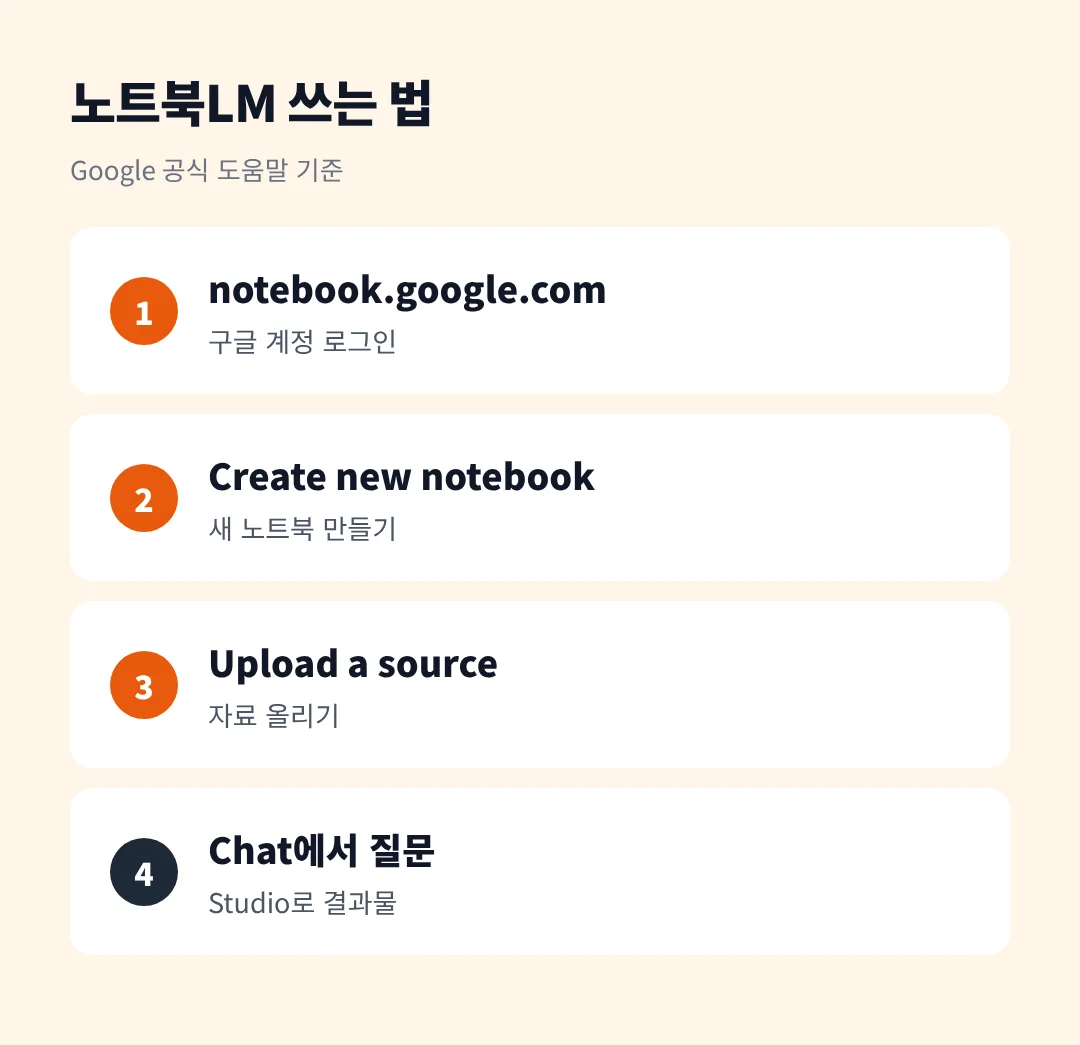 노트북LM 쓰는 법
Google 공식 도움말 기준
1
notebook.google.com
구글 계정 로그인
2
Create new notebook
새 노트북 만들기
3
Upload a source
자료 올리기
4
Chat에서 질문
Studio로 결과물